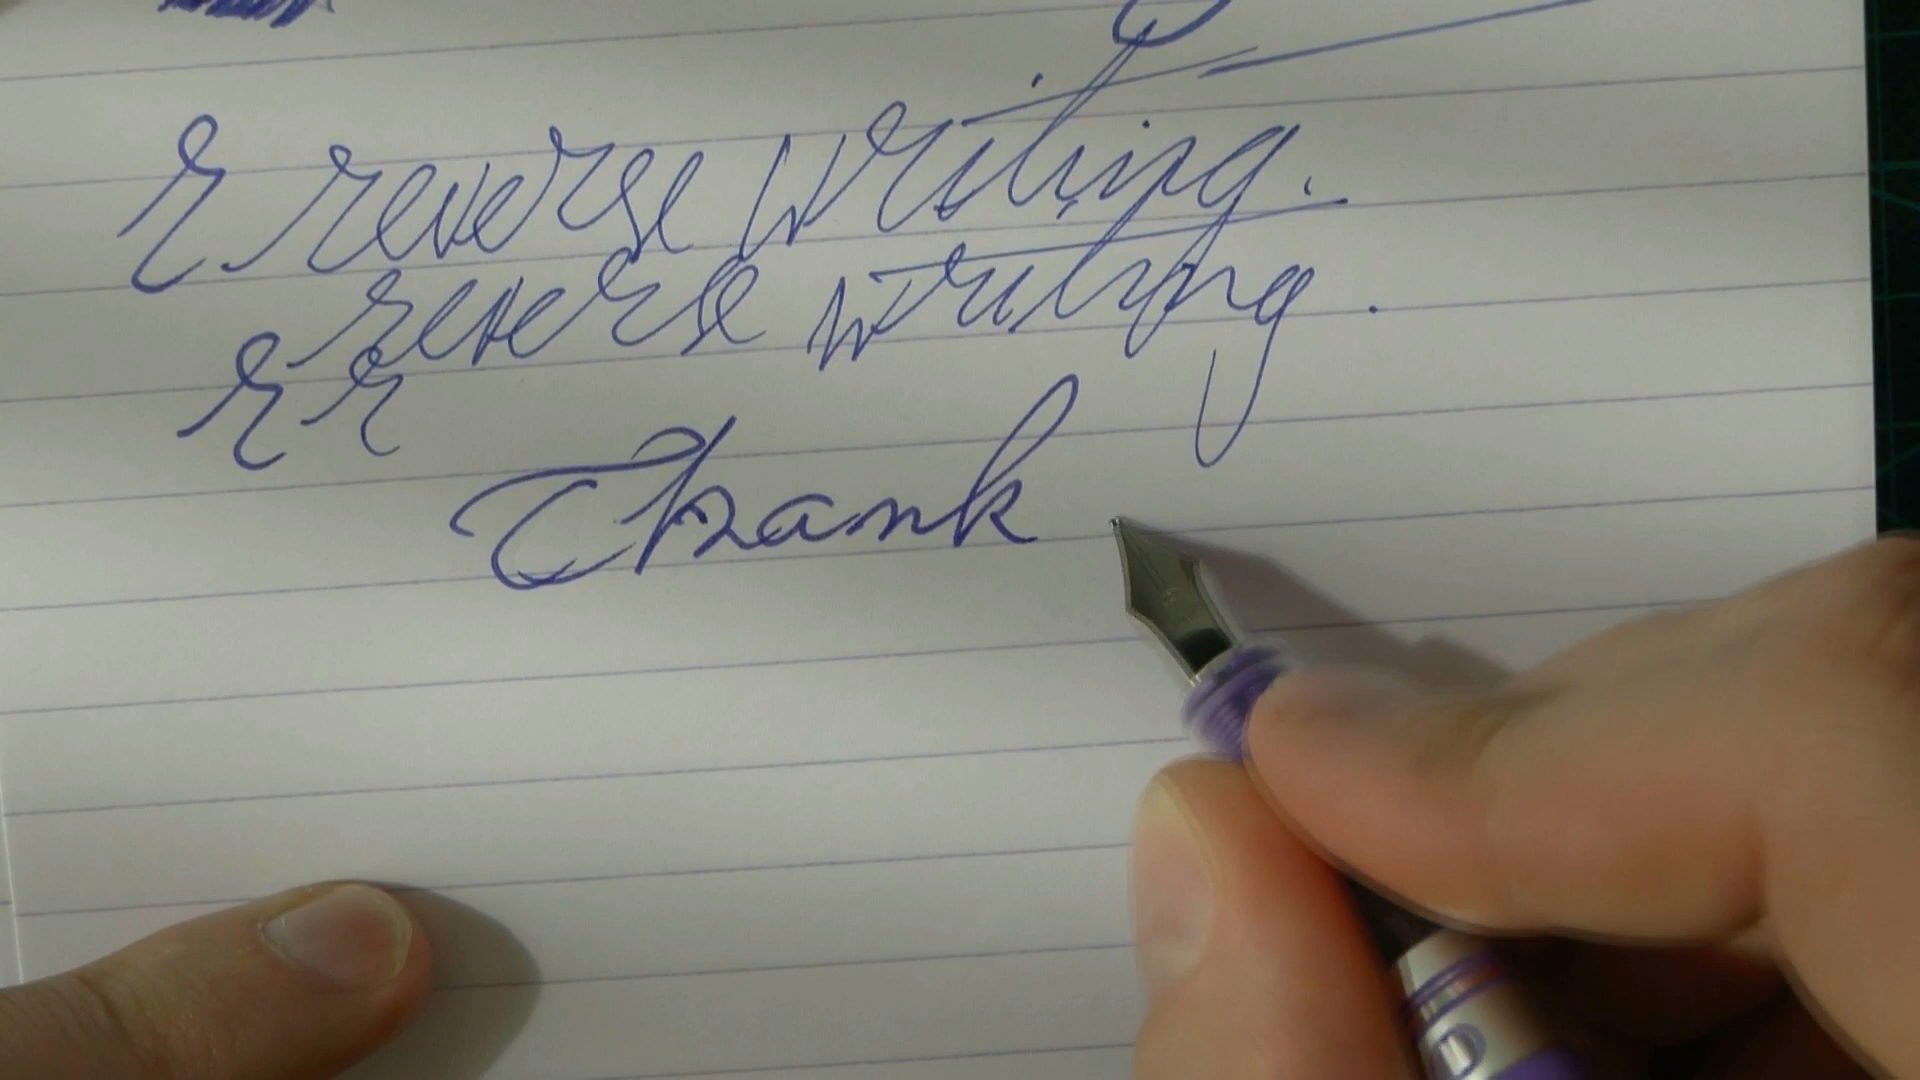 r reverse writing.
reverse writing.
r r
Thank